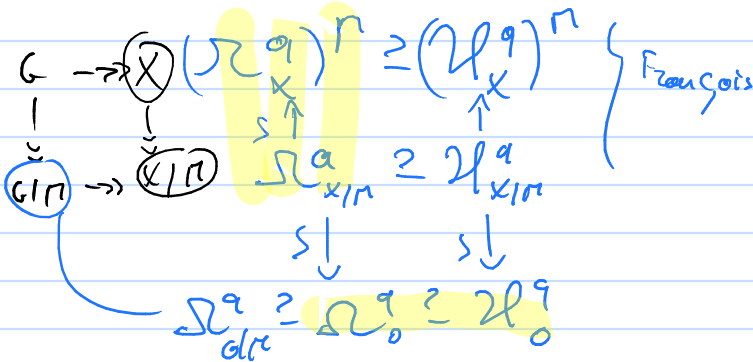 G ->> X (Ω^q_X)^Γ ≥ (H^q_X)^Γ } François
G/Γ ->> X/Γ Ω^q_{X/Γ} ≥ H^q_{X/Γ}
S S
Ω^q_{G/Γ} ≥ Ω^q_0 ≥ H^q_0